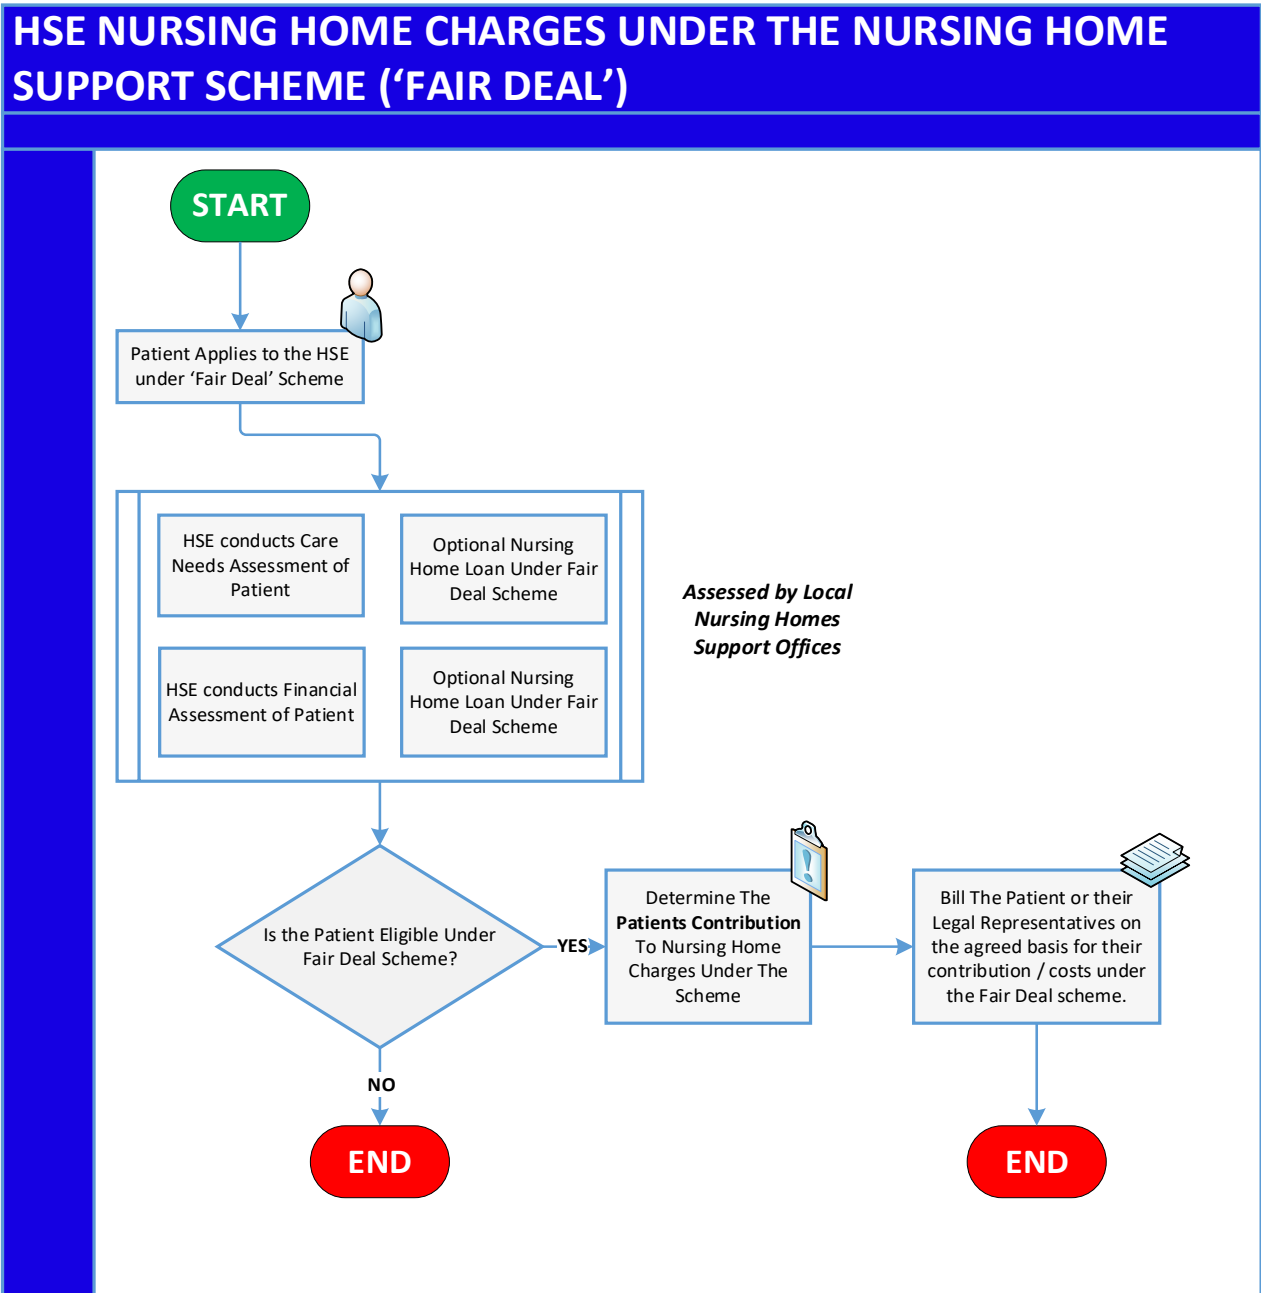 HSE NURSING HOME CHARGES UNDER THE NURSING HOME
SUPPORT SCHEME (‘FAIR DEAL’)
START
Patient Applies to the HSE
under ‘Fair Deal’ Scheme
HSE conducts Care
Needs Assessment of
Patient
Optional Nursing
Home Loan Under Fair
Deal Scheme
Assessed by Local
Nursing Homes
Support Offices
HSE conducts Financial
Assessment of Patient
Optional Nursing
Home Loan Under Fair
Deal Scheme
Is the Patient Eligible Under
Fair Deal Scheme?
YES
Determine The
Patients Contribution
To Nursing Home
Charges Under The
Scheme
Bill The Patient or their
Legal Representatives on
the agreed basis for their
contribution / costs under
the Fair Deal scheme.
NO
END
END